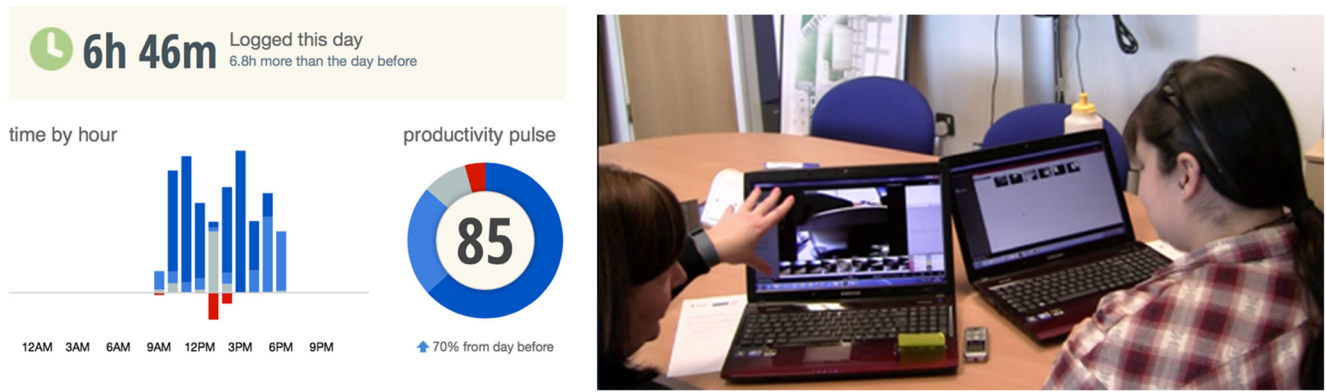 6h 46m
Logged this day
6.8h more than the day before
time by hour
productivity pulse
85
12AM 3AM 6AM 9AM 12PM 3PM 6PM 9PM
70% from day before
SAMSUNG